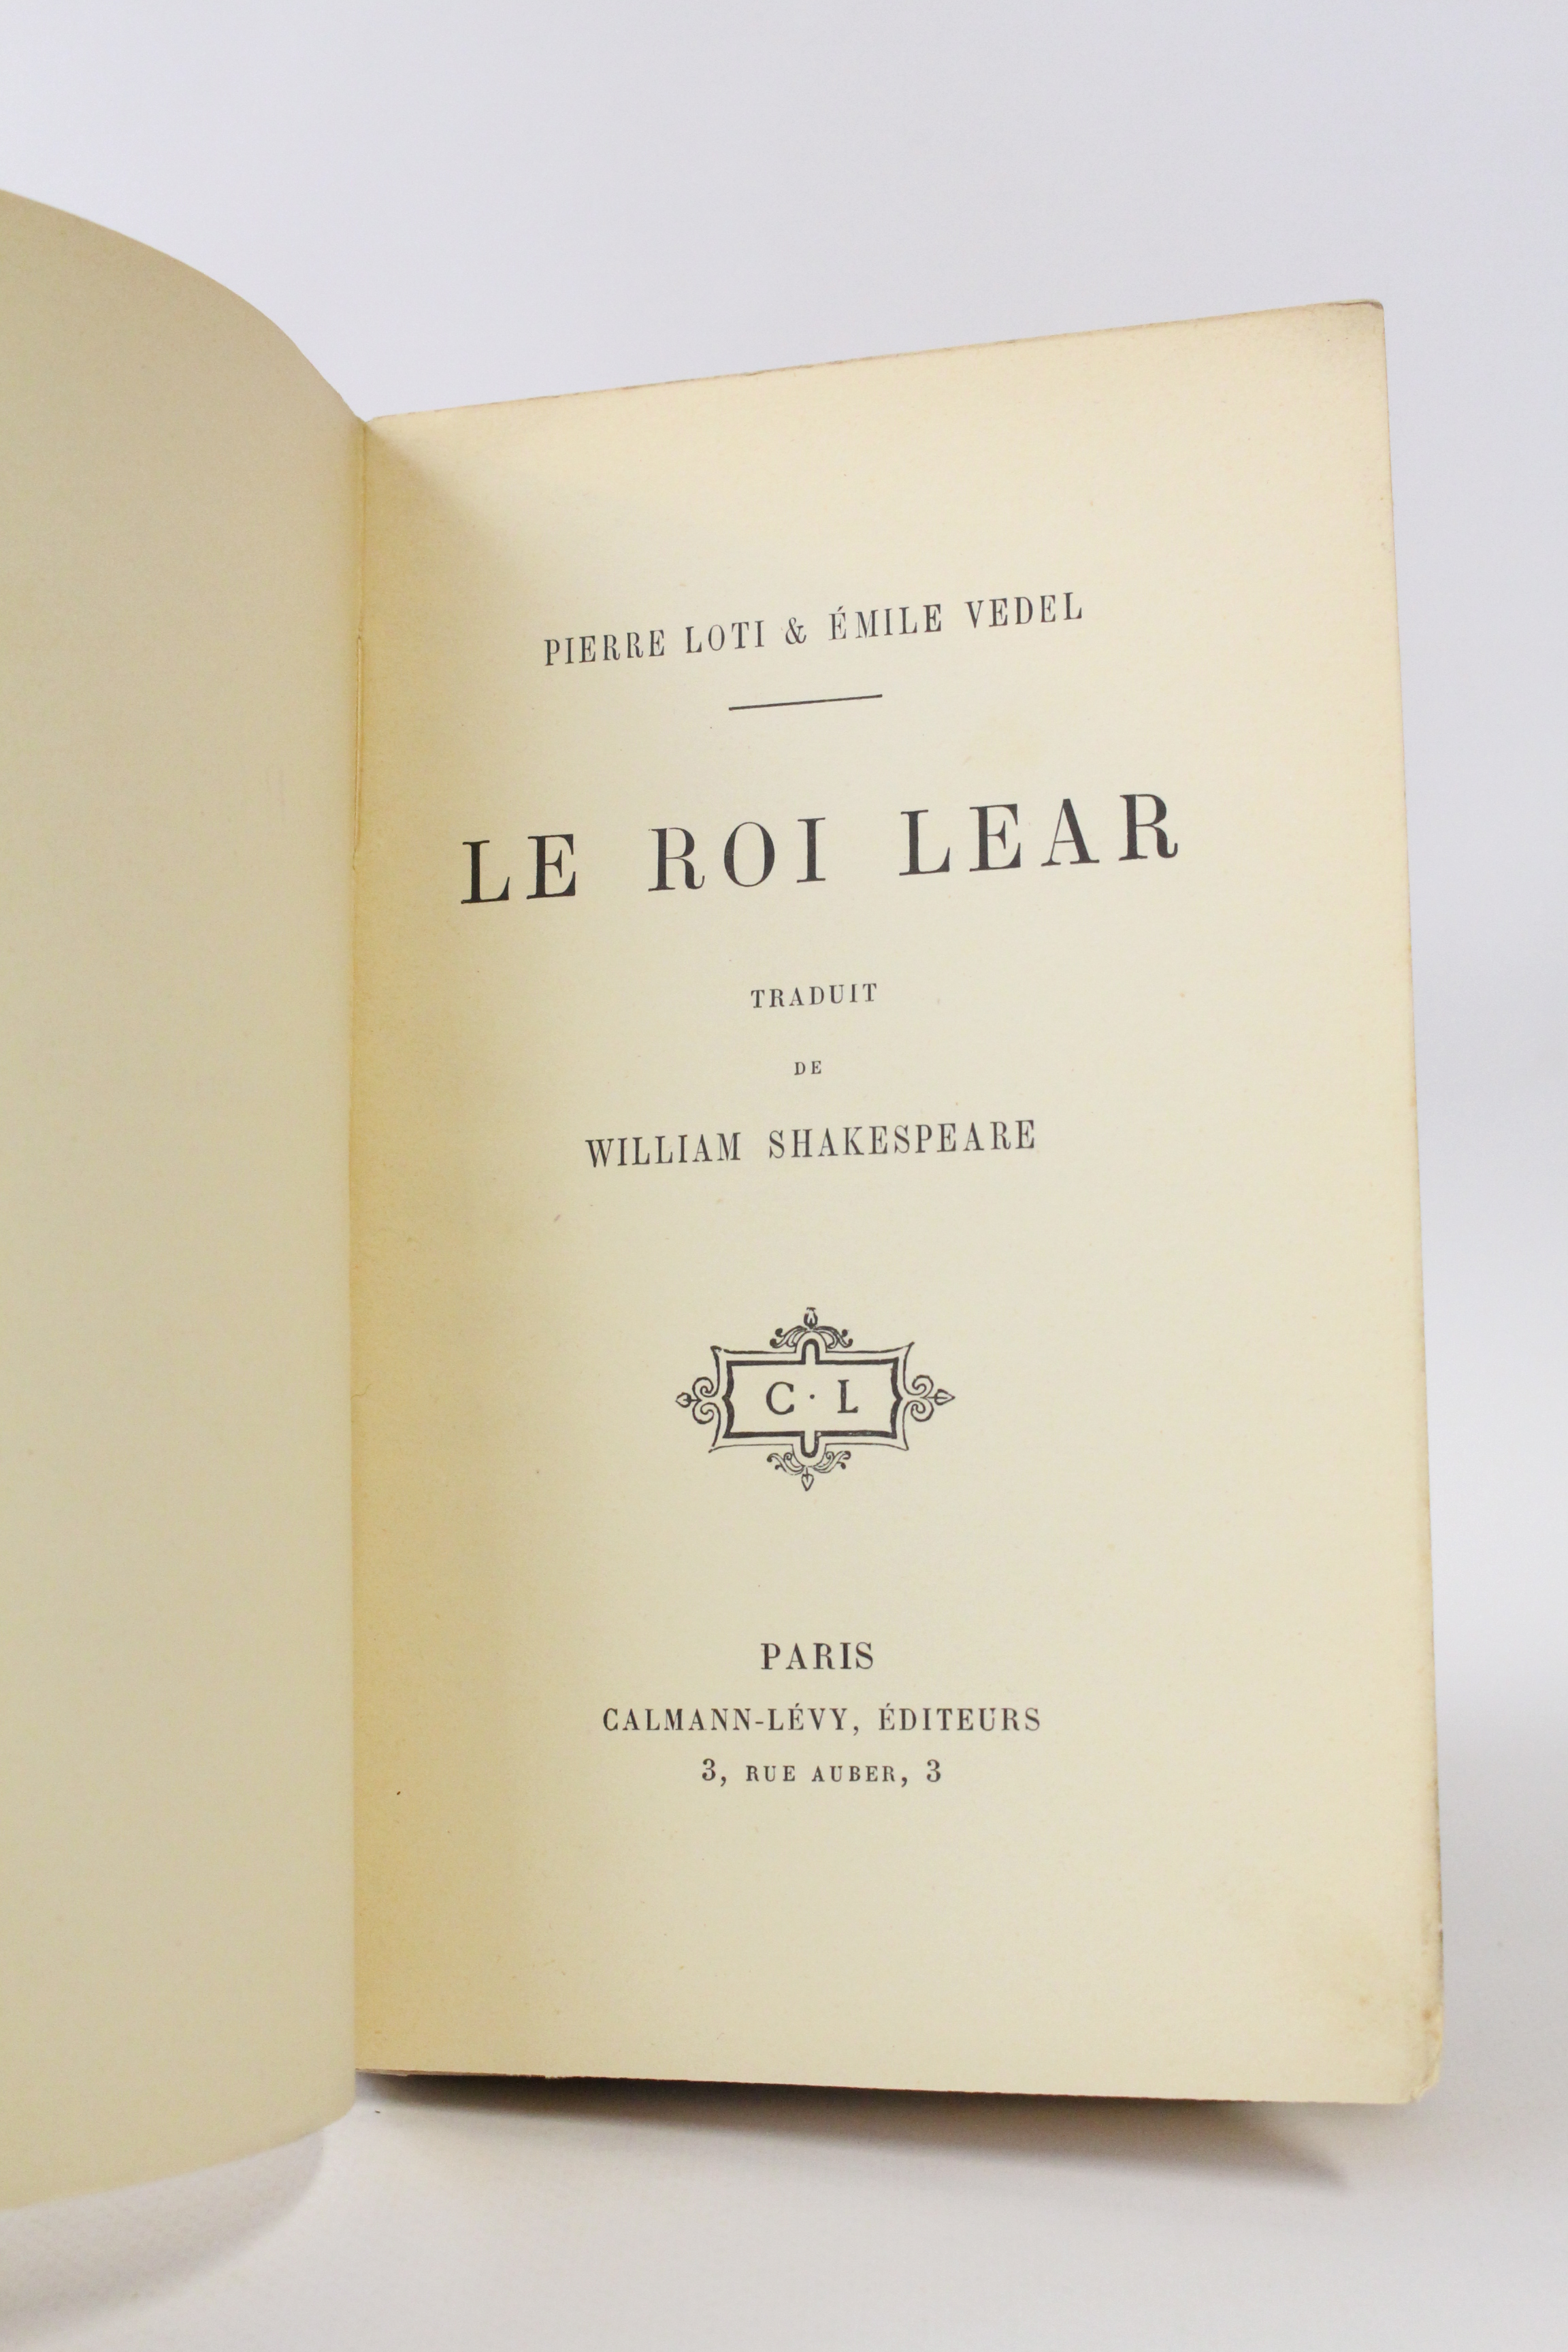 PIERRE LOTI & ÉMILE VEDEL
LE ROI LEAR
TRADUIT
DE
WILLIAM SHAKESPEARE
C · L
PARIS
CALMANN-LÉVY, ÉDITEURS
3, RUE AUBER, 3